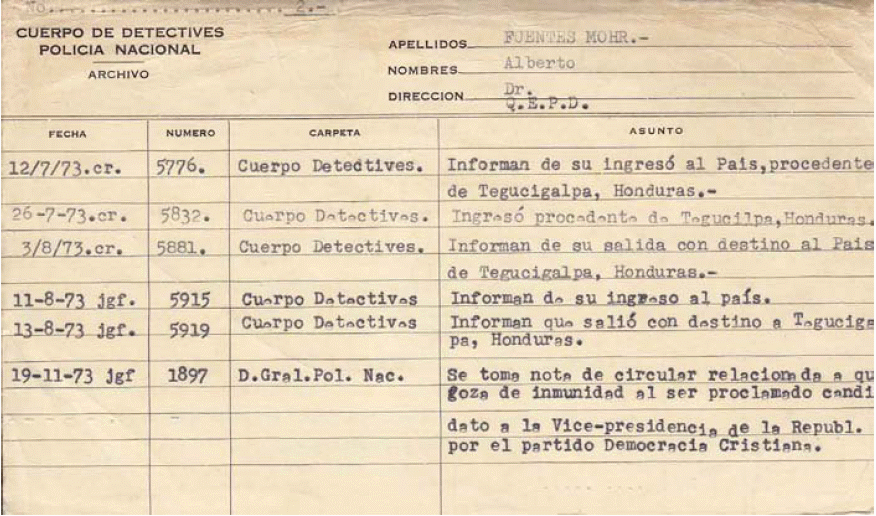 No. 2.-
CUERPO DE DETECTIVES
POLICIA NACIONAL
ARCHIVO
APELLIDOS FUENTES MOHR.-
NOMBRES Alberto
DIRECCION Dr.
Q.E.P.D.
FECHA NUMERO CARPETA ASUNTO
12/7/73.cr. 5776. Cuerpo Detectives. Informan de su ingresó al Pais,procedente
de Tegucigalpa, Honduras.-
26-7-73.cr. 5832. Cuerpo Detectives. Ingresó procedente de Tegucilpa,Honduras.
3/8/73.cr. 5881. Cuerpo Detectives. Informan de su salida con destino al Pais
de Tegucigalpa, Honduras.-
11-8-73 jgf. 5915 Cuerpo Detectives Informan de su ingreso al país.
13-8-73 jgf. 5919 Cuerpo Detectives Informan que salió con destino a Teguciga
pa, Honduras.
19-11-73 jgf 1897 D.Gral.Pol. Nac. Se toma nota de circular relacionada a qu
goza de inmunidad al ser proclamado candi
dato a la Vice-presidencia de la Republ.
por el partido Democracia Cristiana.